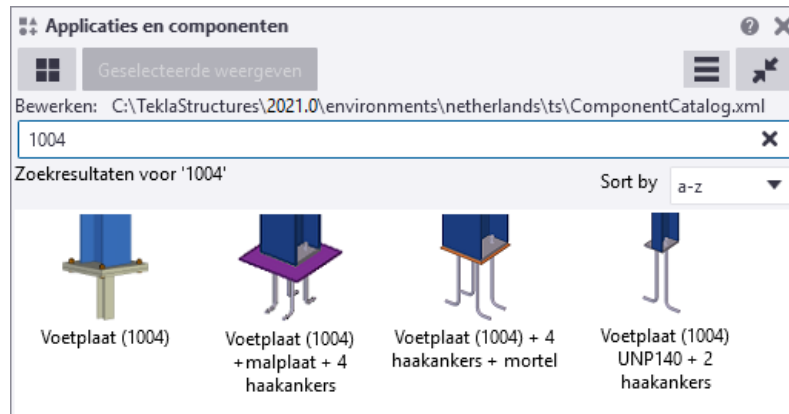 Applicaties en componenten
Geselecteerde weergeven
Bewerken: C:\TeklaStructures\2021.0\environments\netherlands\ts\ComponentCatalog.xml
1004
Zoekresultaten voor '1004'
Sort by a-z
Voetplaat (1004)
Voetplaat (1004)
+malplaat + 4
haakankers
Voetplaat (1004) + 4
haakankers + mortel
Voetplaat (1004)
UNP140 + 2
haakankers